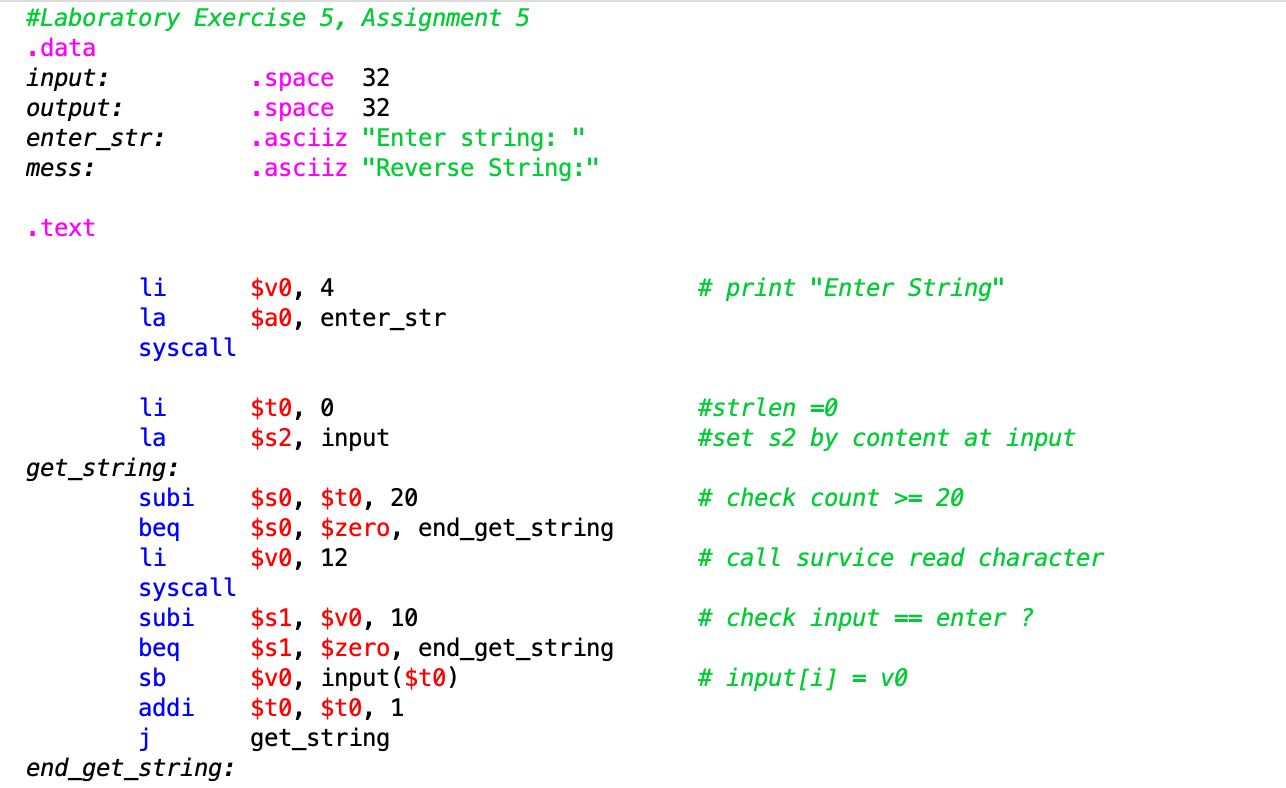 #Laboratory Exercise 5, Assignment 5
.data
input: .space 32
output: .space 32
enter_str: .asciiz "Enter string: "
mess: .asciiz "Reverse String:"
.text
li $v0, 4 # print "Enter String"
la $a0, enter_str
syscall
li $t0, 0 #strlen =0
la $s2, input #set s2 by content at input
get_string:
subi $s0, $t0, 20 # check count >= 20
beq $s0, $zero, end_get_string
li $v0, 12 # call survice read character
syscall
subi $s1, $v0, 10 # check input == enter ?
beq $s1, $zero, end_get_string
sb $v0, input($t0) # input[i] = v0
addi $t0, $t0, 1
j get_string
end_get_string: